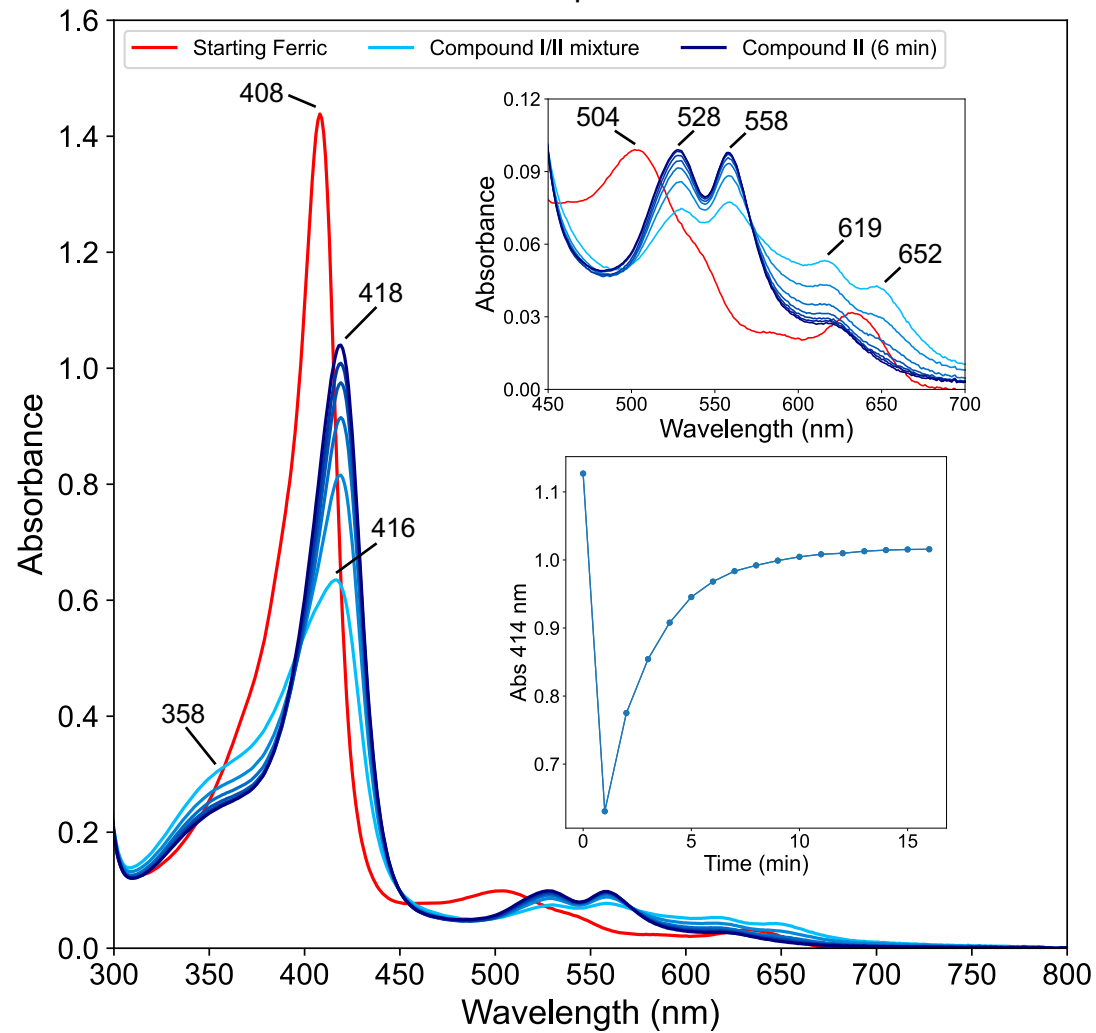 Starting Ferric Compound I/II mixture Compound II (6 min)
1.6
1.4
1.2
1.0
0.8
0.6
0.4
0.2
0.0
Absorbance
300 350 400 450 500 550 600 650 700 750 800
Wavelength (nm)
408
418
416
358
0.12
0.09
0.06
0.03
0.00
Absorbance
504 528 558
619
652
450 500 550 600 650 700
Wavelength (nm)
1.1
1.0
0.9
0.8
0.7
Abs 414 nm
0 5 10 15
Time (min)